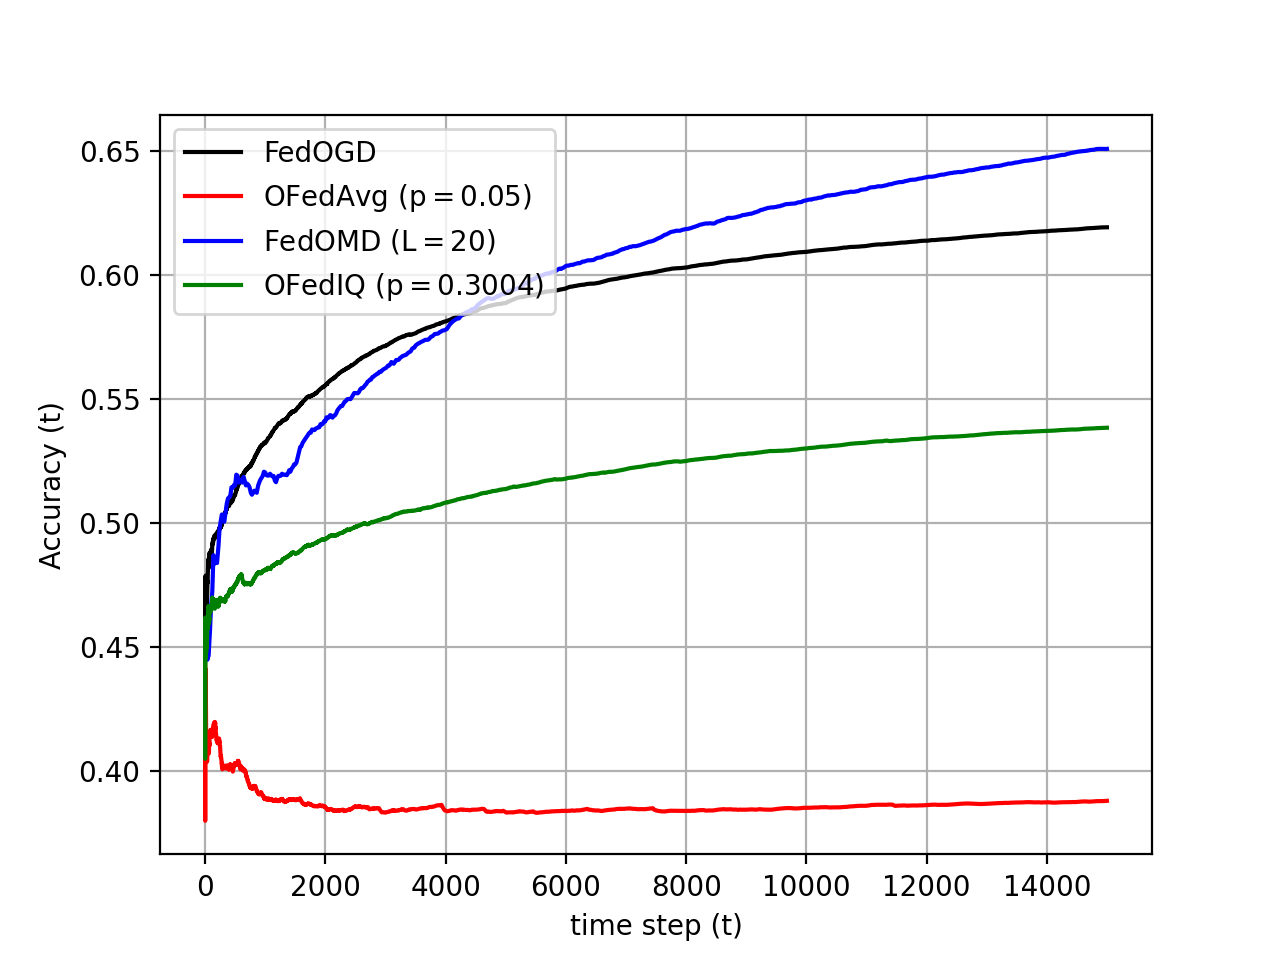 FedOGD
OFedAvg (p = 0.05)
FedOMD (L = 20)
OFedIQ (p = 0.3004)
0.65
0.60
0.55
0.50
0.45
0.40
Accuracy (t)
0 2000 4000 6000 8000 10000 12000 14000
time step (t)